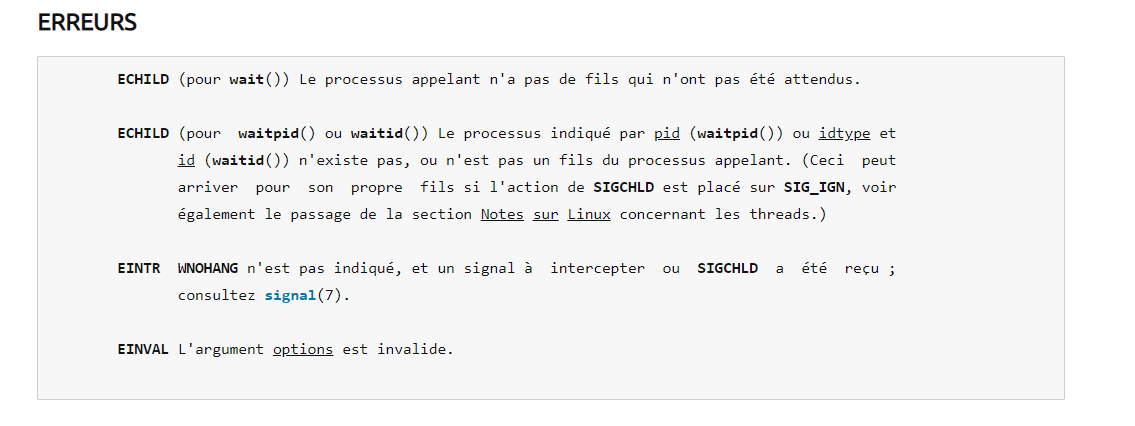 ERREURS
ECHILD (pour wait()) Le processus appelant n'a pas de fils qui n'ont pas été attendus.
ECHILD (pour waitpid() ou waitid()) Le processus indiqué par pid (waitpid()) ou idtype et
id (waitid()) n'existe pas, ou n'est pas un fils du processus appelant. (Ceci peut
arriver pour son propre fils si l'action de SIGCHLD est placé sur SIG_IGN, voir
également le passage de la section Notes sur Linux concernant les threads.)
EINTR WNOHANG n'est pas indiqué, et un signal à intercepter ou SIGCHLD a été reçu ;
consultez signal(7).
EINVAL L'argument options est invalide.